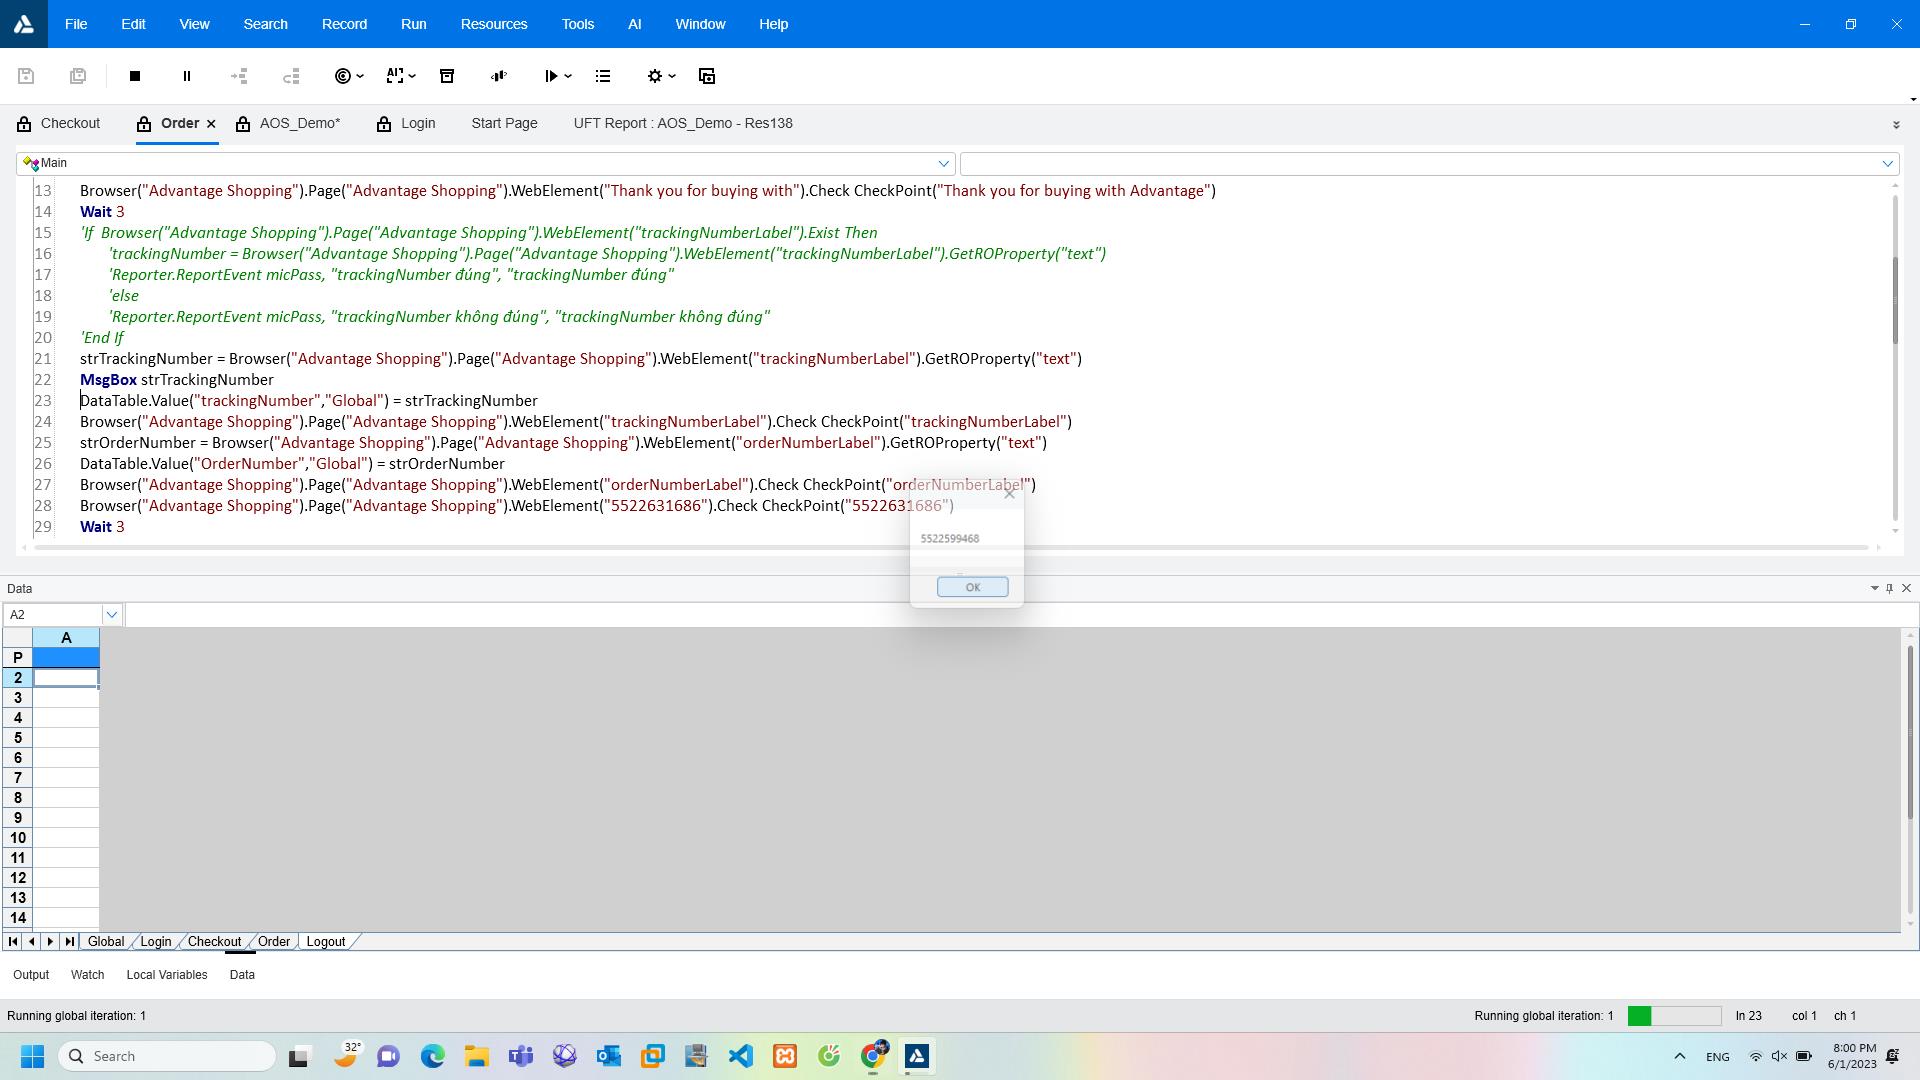 File Edit View Search Record Run Resources Tools AI Window Help
Checkout Order AOS_Demo* Login Start Page UFT Report : AOS_Demo - Res138
Main
13 Browser("Advantage Shopping").Page("Advantage Shopping").WebElement("Thank you for buying with").Check CheckPoint("Thank you for buying with Advantage")
14 Wait 3
15 'If  Browser("Advantage Shopping").Page("Advantage Shopping").WebElement("trackingNumberLabel").Exist Then
16 'trackingNumber = Browser("Advantage Shopping").Page("Advantage Shopping").WebElement("trackingNumberLabel").GetROProperty("text")
17 'Reporter.ReportEvent micPass, "trackingNumber đúng", "trackingNumber đúng"
18 'else
19 'Reporter.ReportEvent micPass, "trackingNumber không đúng", "trackingNumber không đúng"
20 'End If
21 strTrackingNumber = Browser("Advantage Shopping").Page("Advantage Shopping").WebElement("trackingNumberLabel").GetROProperty("text")
22 MsgBox strTrackingNumber
23 DataTable.Value("trackingNumber","Global") = strTrackingNumber
24 Browser("Advantage Shopping").Page("Advantage Shopping").WebElement("trackingNumberLabel").Check CheckPoint("trackingNumberLabel")
25 strOrderNumber = Browser("Advantage Shopping").Page("Advantage Shopping").WebElement("orderNumberLabel").GetROProperty("text")
26 DataTable.Value("OrderNumber","Global") = strOrderNumber
27 Browser("Advantage Shopping").Page("Advantage Shopping").WebElement("orderNumberLabel").Check CheckPoint("orderNumberLabel")
28 Browser("Advantage Shopping").Page("Advantage Shopping").WebElement("5522631686").Check CheckPoint("5522631686")
29 Wait 3
5522599468
OK
Data
A2
A
P
2
3
4
5
6
7
8
9
10
11
12
13
14
Global Login Checkout Order Logout
Output Watch Local Variables Data
Running global iteration: 1 Running global iteration: 1 ln 23 col 1 ch 1
Search 32° ENG 8:00 PM
6/1/2023